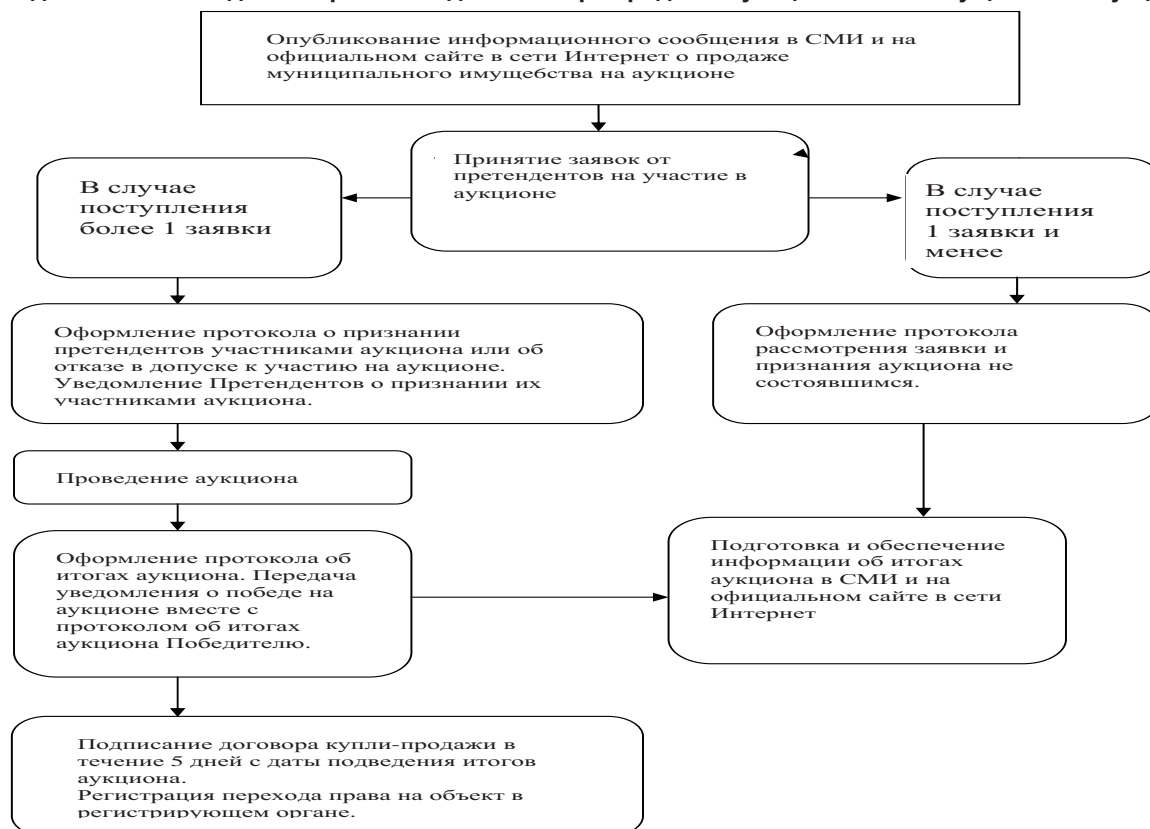 Опубликование информационного сообщения в СМИ и на
официальном сайте в сети Интернет о продаже
муниципального имущебства на аукционе
Принятие заявок от
претендентов на участие в
аукционе
В случае
поступления
более 1 заявки
В случае
поступления
1 заявки и
менее
Оформление протокола о признании
претендентов участниками аукциона или об
отказе в допуске к участию на аукционе.
Уведомление Претендентов о признании их
участниками аукциона.
Оформление протокола
рассмотрения заявки и
признания аукциона не
состоявшимся.
Проведение аукциона
Оформление протокола об
итогах аукциона. Передача
уведомления о победе на
аукционе вместе с
протоколом об итогах
аукциона Победителю.
Подготовка и обеспечение
информации об итогах
аукциона в СМИ и на
официальном сайте в сети
Интернет
Подписание договора купли-продажи в
течение 5 дней с даты подведения итогов
аукциона.
Регистрация перехода права на объект в
регистрирующем органе.